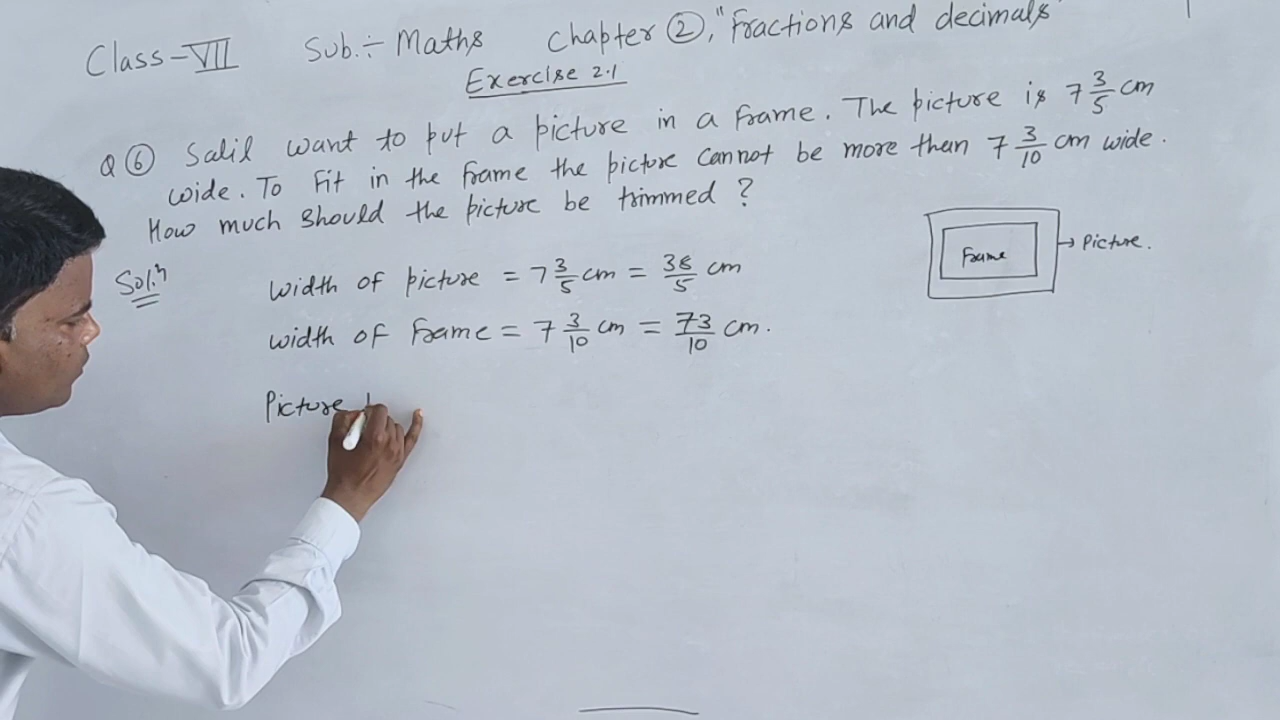 Class-VII Sub.÷ Maths Chapter ②, "Fractions and decimals"
Exercise 2.1
Q ⑥ Salil want to put a picture in a frame. The picture is 7 3/5 cm
wide. To fit in the frame the picture cannot be more than 7 3/10 cm wide.
How much should the picture be trimmed ?
Frame → Picture.
Sol.ⁿ width of picture = 7 3/5 cm = 38/5 cm
width of frame = 7 3/10 cm = 73/10 cm.
Picture